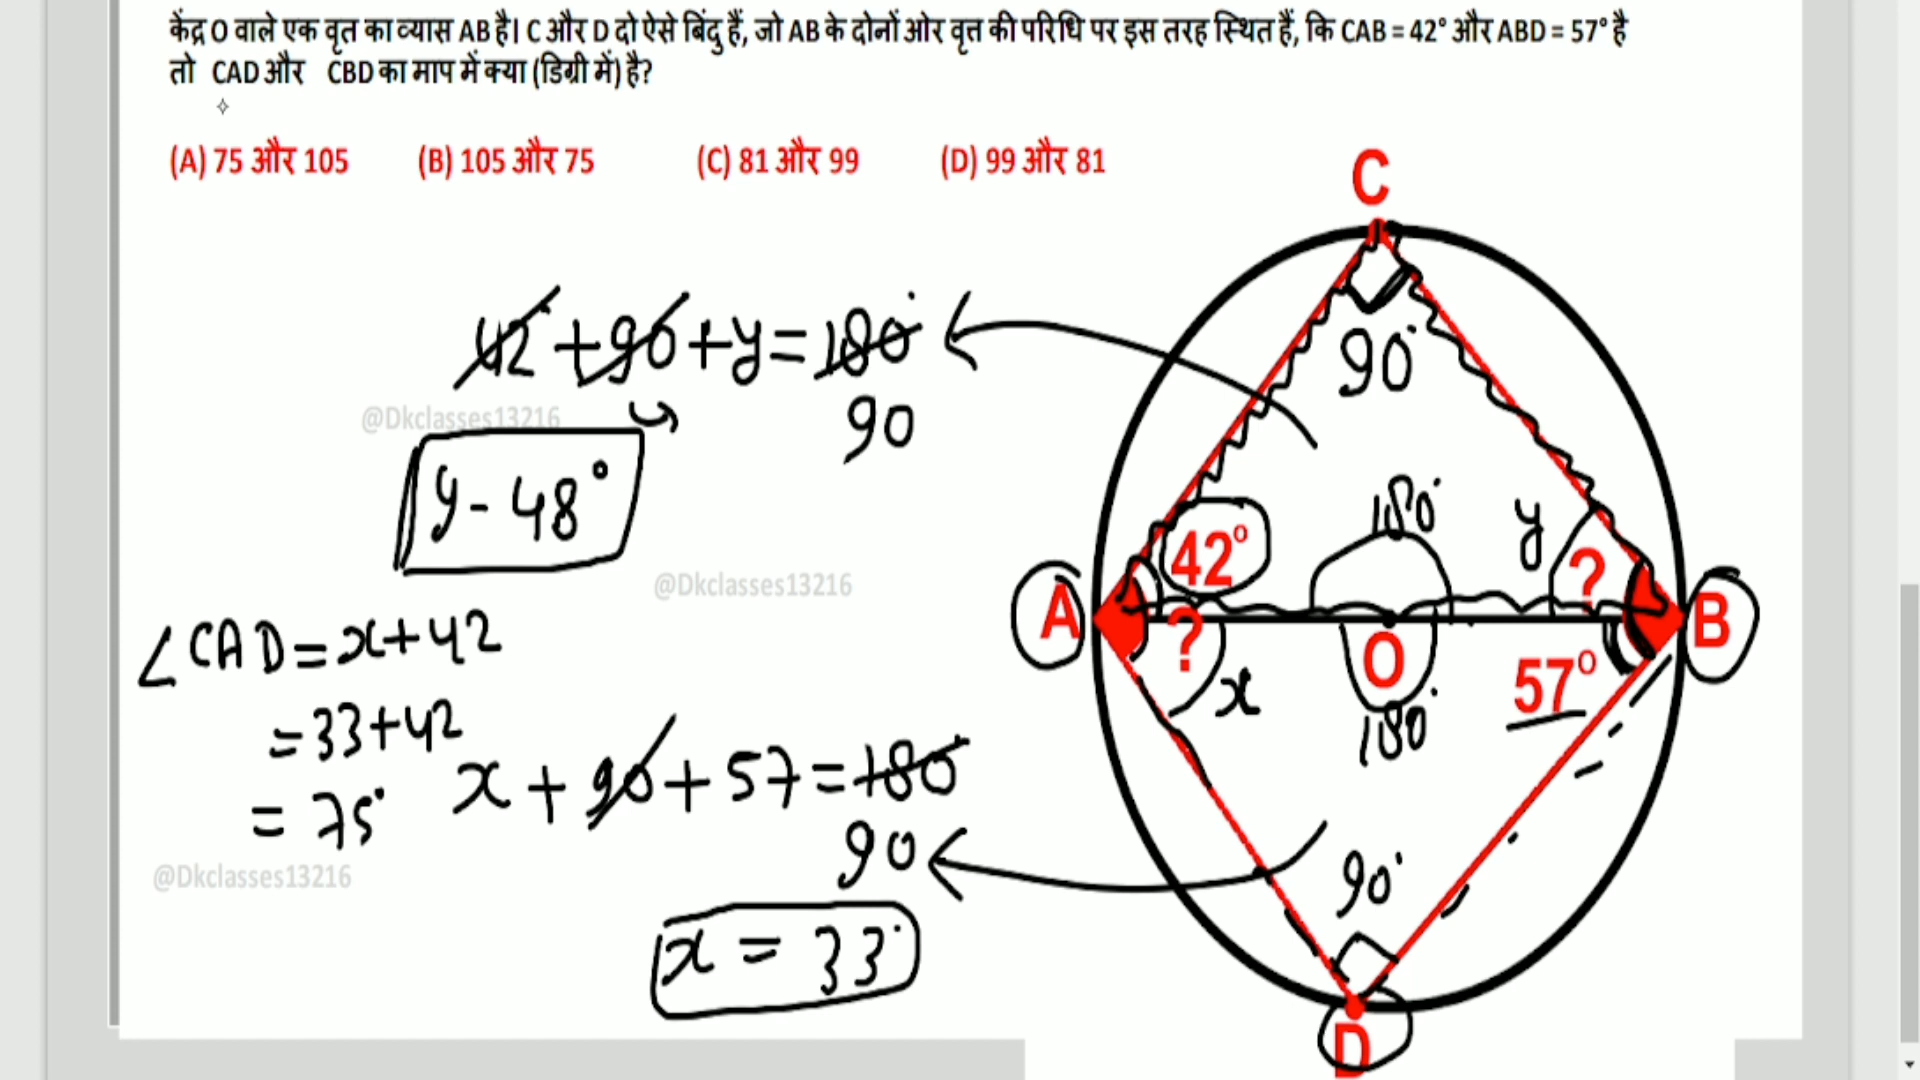 केंद्र O वाले एक वृत का व्यास AB है। C और D दो ऐसे बिंदु हैं, जो AB के दोनों ओर वृत्त की परिधि पर इस तरह स्थित हैं, कि CAB = 42° और ABD = 57° है
तो CAD और CBD का माप में क्या (डिग्री में) है?
(A) 75 और 105 (B) 105 और 75 (C) 81 और 99 (D) 99 और 81
C
42° + 90 + y = 180°
90
90°
@Dkclasses13216
y - 48°
180°
y
42°
?
@Dkclasses13216
A
?
O
B
∠CAD = x + 42
x
57°
= 33 + 42
180°
x + 90 + 57 = 180
= 75°
90
90°
@Dkclasses13216
x = 33°
D